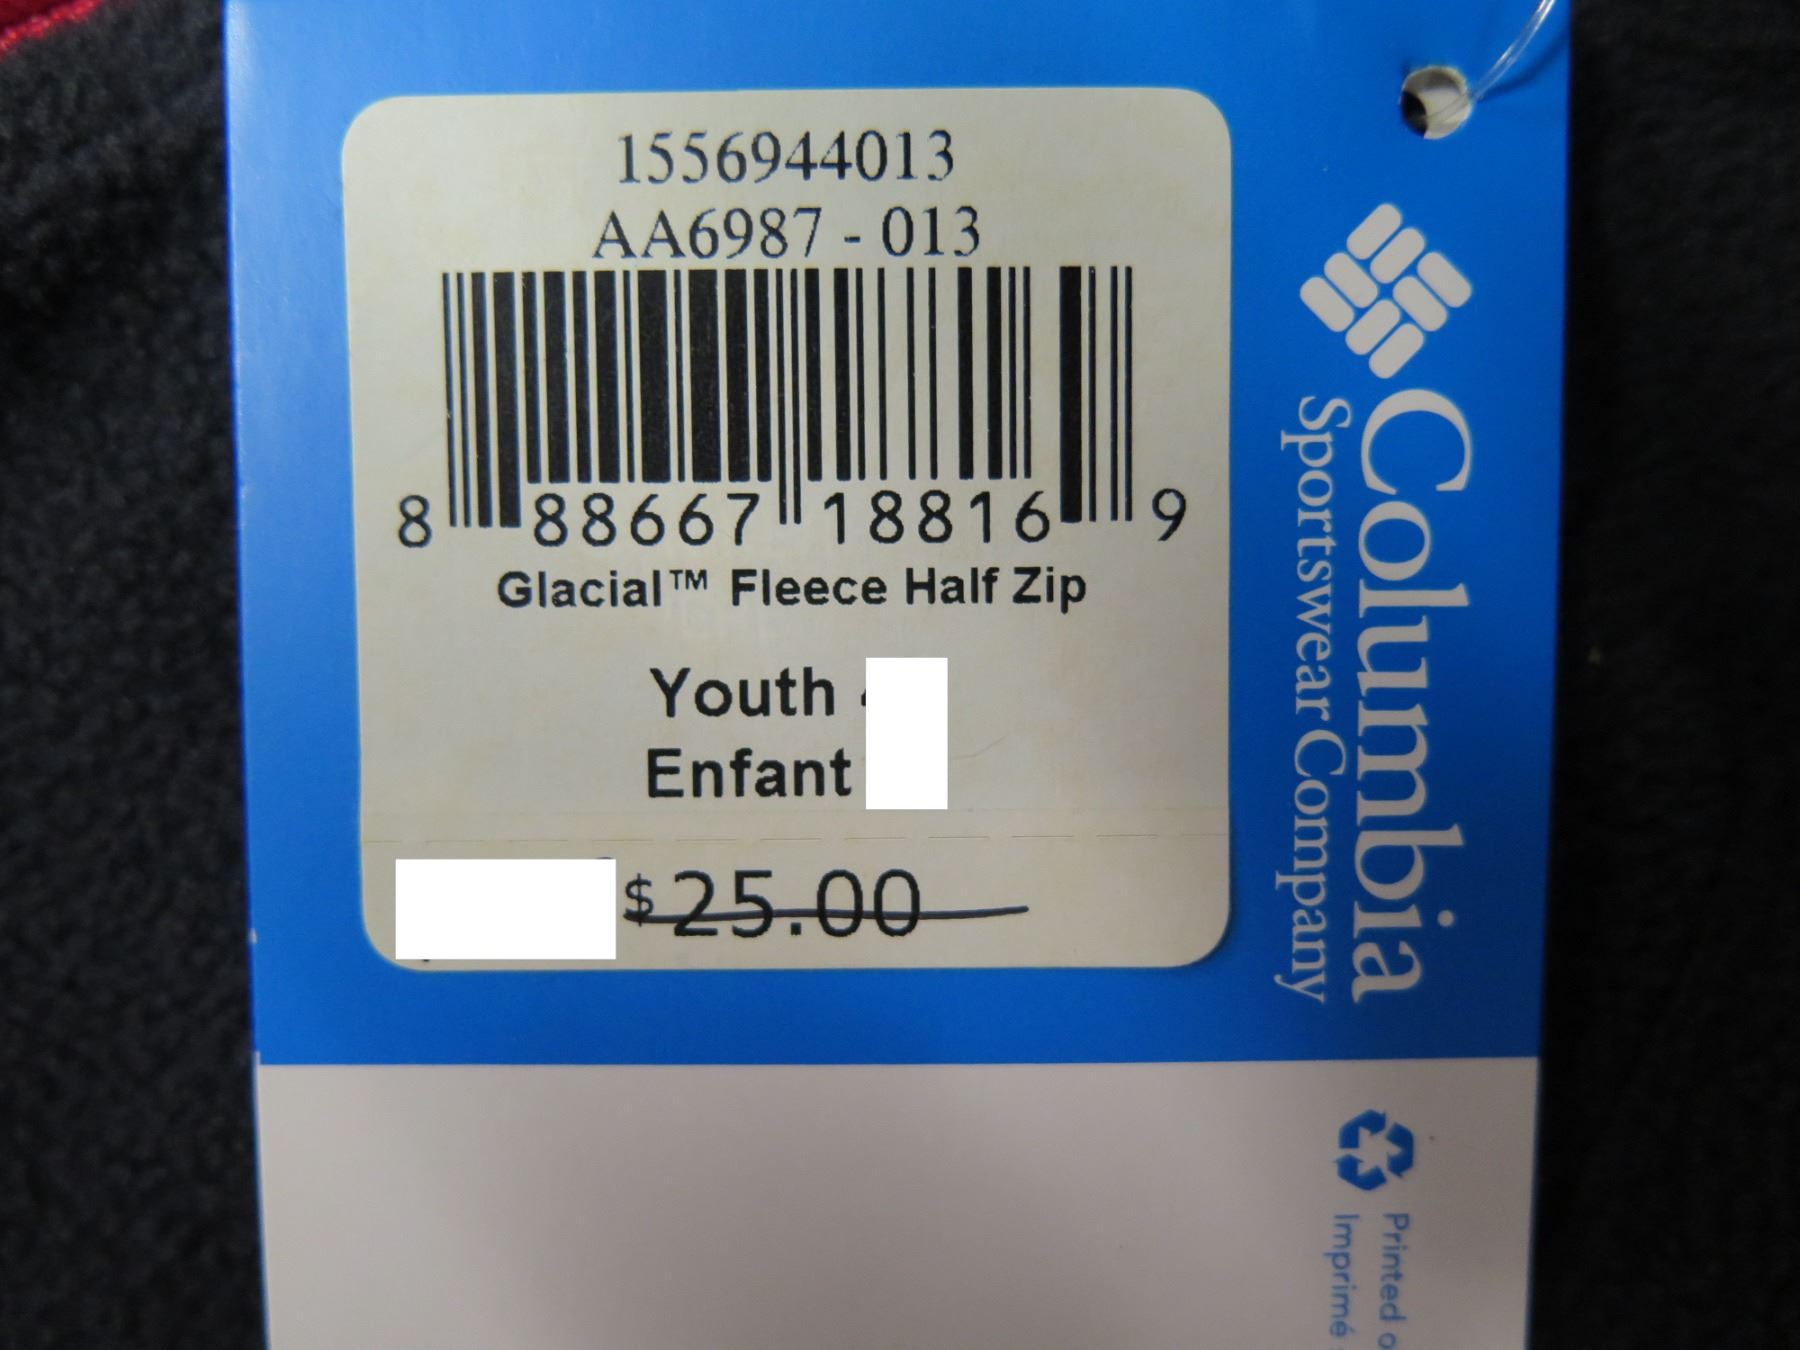 1556944013
AA6987 - 013
8 88667 18816 9
Glacial™ Fleece Half Zip
Youth
Enfant
$25.00
Columbia
Sportswear Company
Printed
Imprimé